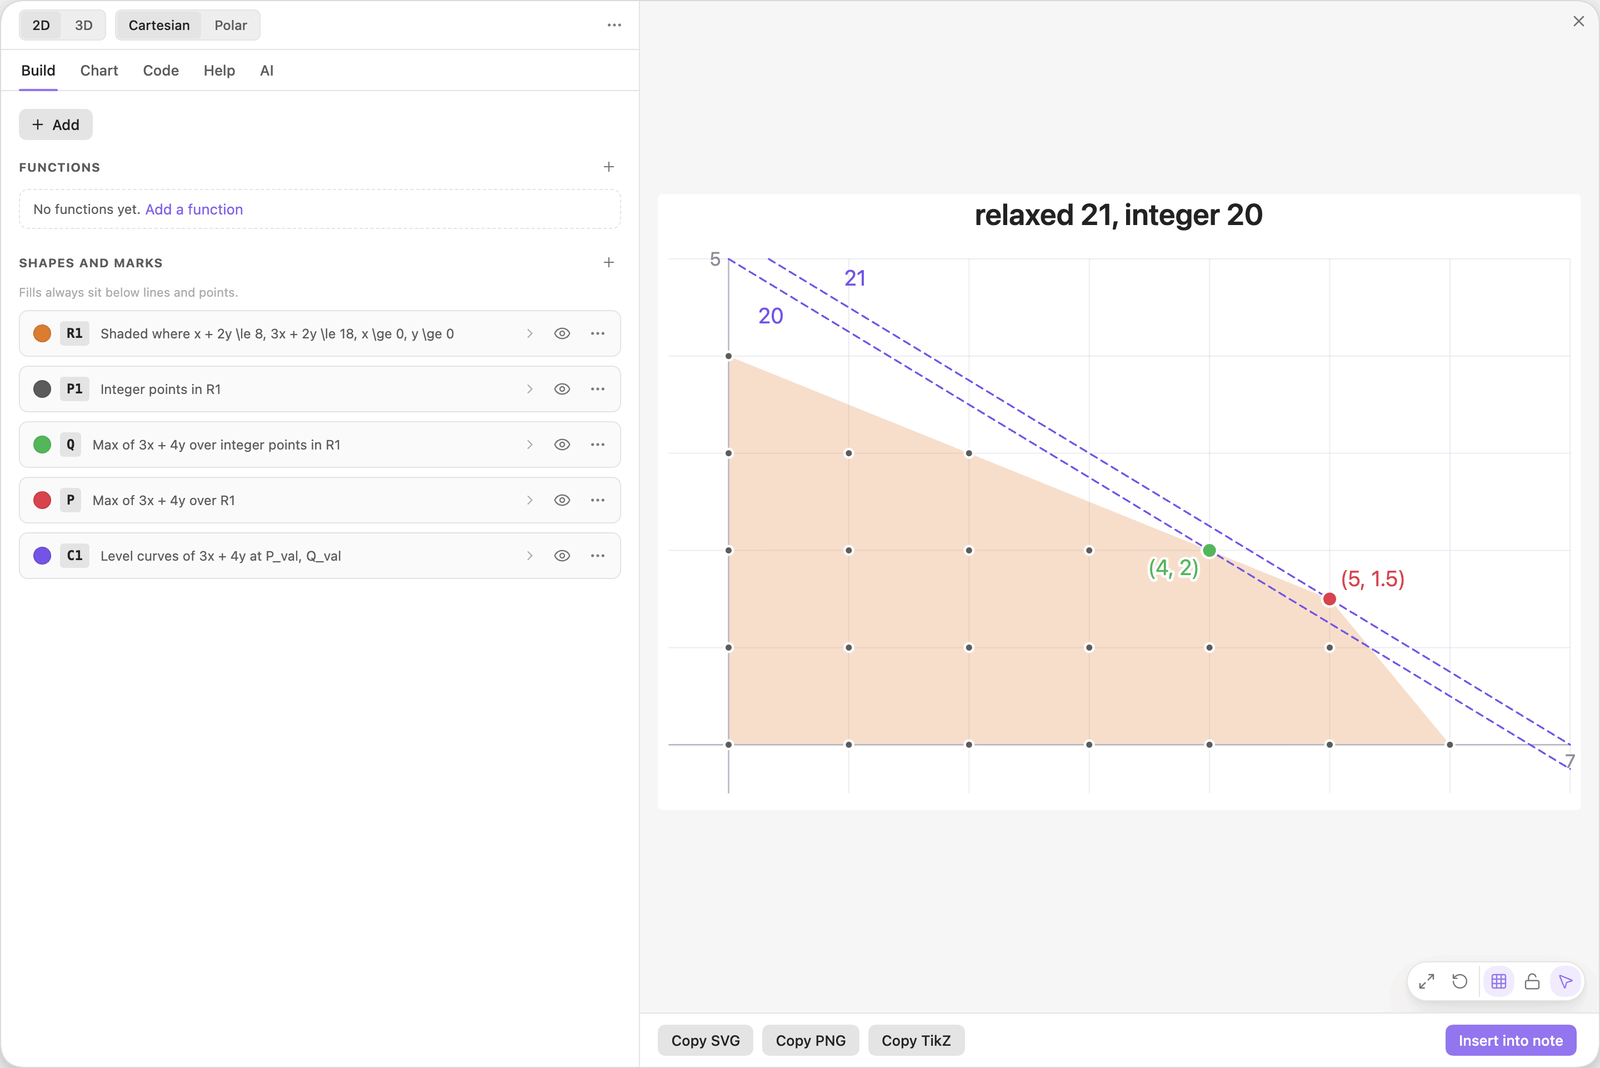 2D 3D Cartesian Polar
Build Chart Code Help AI
+ Add
FUNCTIONS
No functions yet. Add a function
SHAPES AND MARKS
Fills always sit below lines and points.
R1 Shaded where x + 2y \le 8, 3x + 2y \le 18, x \ge 0, y \ge 0
P1 Integer points in R1
Q Max of 3x + 4y over integer points in R1
P Max of 3x + 4y over R1
C1 Level curves of 3x + 4y at P_val, Q_val
relaxed 21, integer 20
5
21
20
(4, 2)
(5, 1.5)
7
Copy SVG Copy PNG Copy TikZ
Insert into note